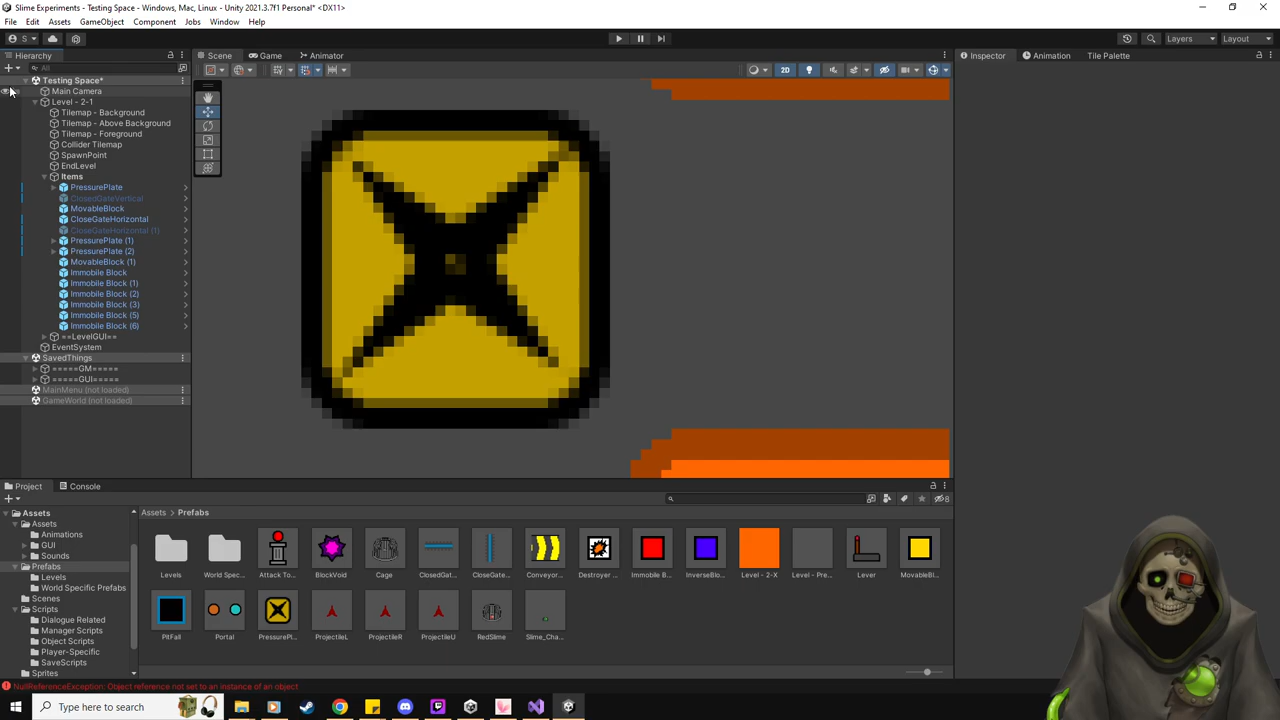 Slime Experiments - Testing Space - Windows, Mac, Linux - Unity 2021.3.7f1 Personal* <DX11>
File Edit Assets GameObject Component Jobs Window Help
S Layers Layout
Hierarchy Scene Game Animator Inspector Animation Tile Palette
All
2D
Testing Space*
Main Camera
Level - 2-1
Tilemap - Background
Tilemap - Above Background
Tilemap - Foreground
Collider Tilemap
SpawnPoint
EndLevel
Items
PressurePlate
ClosedGateVertical
MovableBlock
CloseGateHorizontal
CloseGateHorizontal (1)
PressurePlate (1)
PressurePlate (2)
MovableBlock (1)
Immobile Block
Immobile Block (1)
Immobile Block (2)
Immobile Block (3)
Immobile Block (5)
Immobile Block (6)
==LevelGUI==
EventSystem
SavedThings
=====GM=====
=====GUI=====
MainMenu (not loaded)
GameWorld (not loaded)
Project Console
8
Assets
Assets
Animations
GUI
Sounds
Prefabs
Levels
World Specific Prefabs
Scenes
Scripts
Dialogue Related
Manager Scripts
Object Scripts
Player-Specific
SaveScripts
Sprites
Assets > Prefabs
Levels World Spec... Attack To... BlockVoid Cage ClosedGat... CloseGate... Conveyor... Destroyer ... Immobile B... InverseBlo... Level - 2-X Level - Pre... Lever MovableBl...
PitFall Portal PressurePl... ProjectileL ProjectileR ProjectileU RedSlime Slime_Cha...
NullReferenceException: Object reference not set to an instance of an object
Type here to search